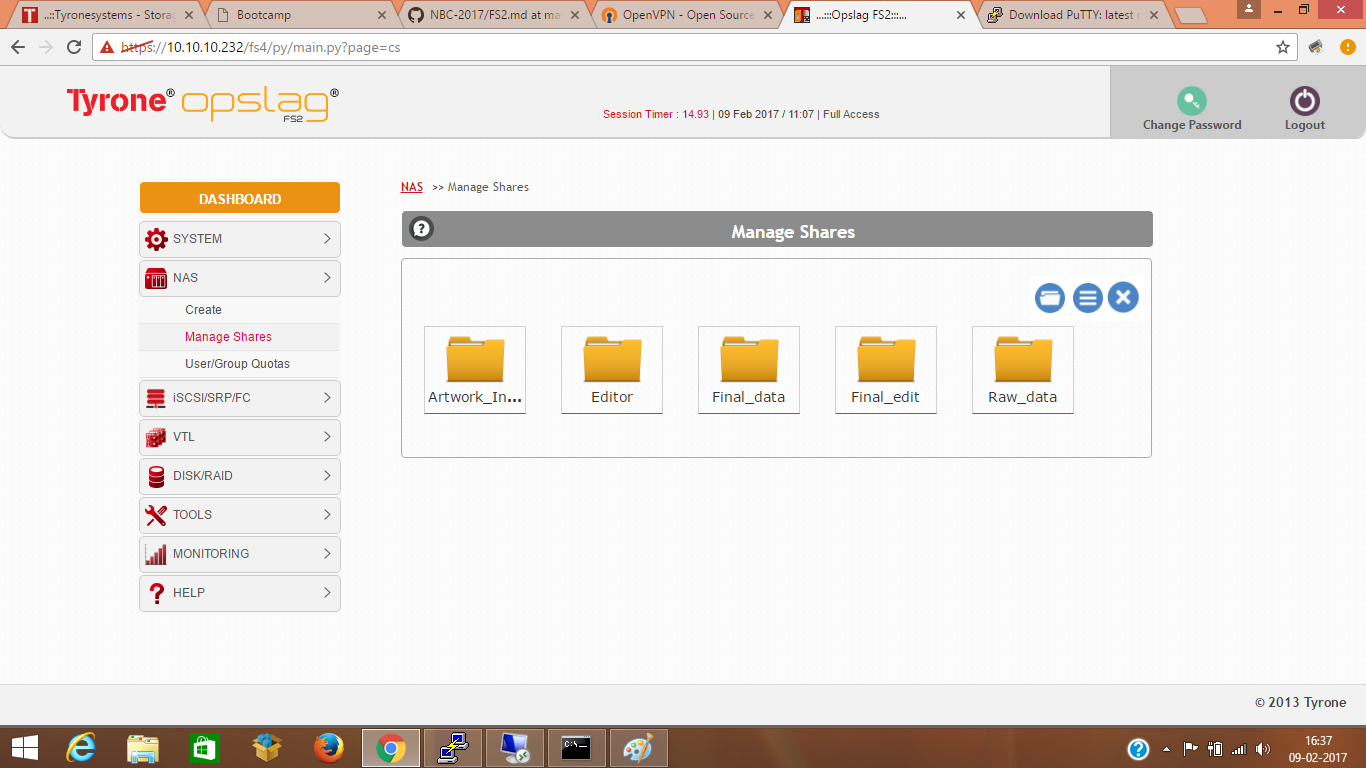 ..::Tyronesystems - Stora
Bootcamp
NBC-2017/FS2.md at ma
OpenVPN - Open Source
...:::Opslag FS2:::...
Download PuTTY: latest r
https://10.10.10.232/fs4/py/main.py?page=cs
Tyrone® opslag® FS2
Session Timer : 14.93 | 09 Feb 2017 / 11:07 | Full Access
Change Password
Logout
DASHBOARD
SYSTEM
NAS
Create
Manage Shares
User/Group Quotas
iSCSI/SRP/FC
VTL
DISK/RAID
TOOLS
MONITORING
HELP
NAS >> Manage Shares
Manage Shares
Artwork_In...
Editor
Final_data
Final_edit
Raw_data
© 2013 Tyrone
16:37
09-02-2017